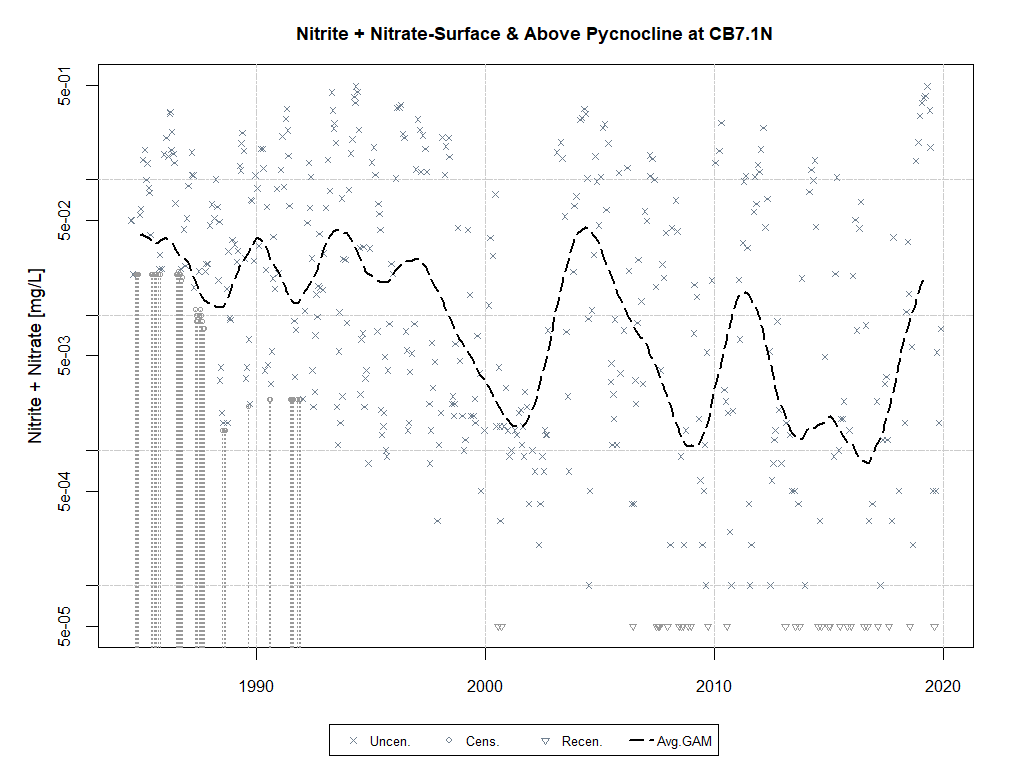 Nitrite + Nitrate-Surface & Above Pycnocline at CB7.1N
Nitrite + Nitrate [mg/L]
5e-01
5e-02
5e-03
5e-04
5e-05
1990 2000 2010 2020
Uncen. Cens. Recen. Avg.GAM